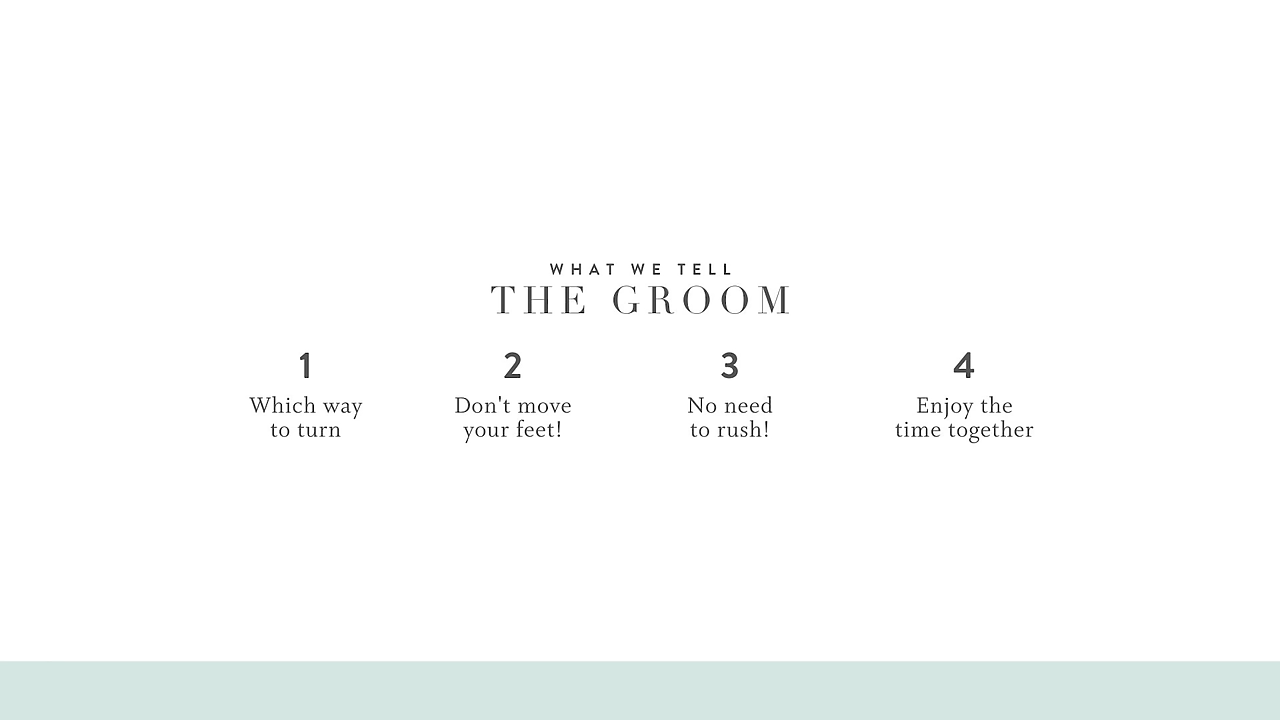 WHAT WE TELL
THE GROOM
1
Which way
to turn
2
Don't move
your feet!
3
No need
to rush!
4
Enjoy the
time together